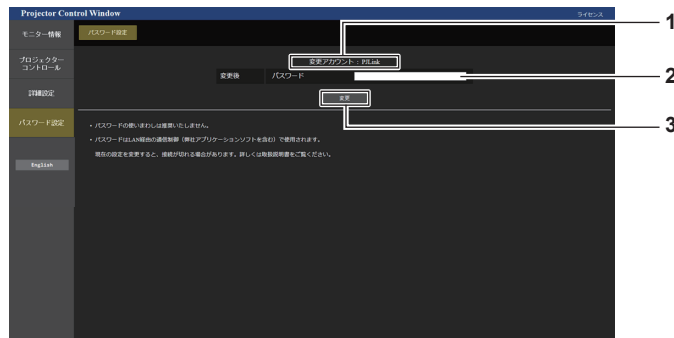 Projector Control Window
ライセンス
モニター情報
パスワード設定
プロジェクター
コントロール
詳細設定
パスワード設定
English
変更アカウント：PJLink
変更後 パスワード
変更
• パスワードの使いまわしは推奨いたしません。
• パスワードはLAN経由の通信制御（弊社アプリケーションソフトを含む）で使用されます。
現在の設定を変更すると、接続が切れる場合があります。詳しくは取扱説明書をご覧ください。
1
2
3